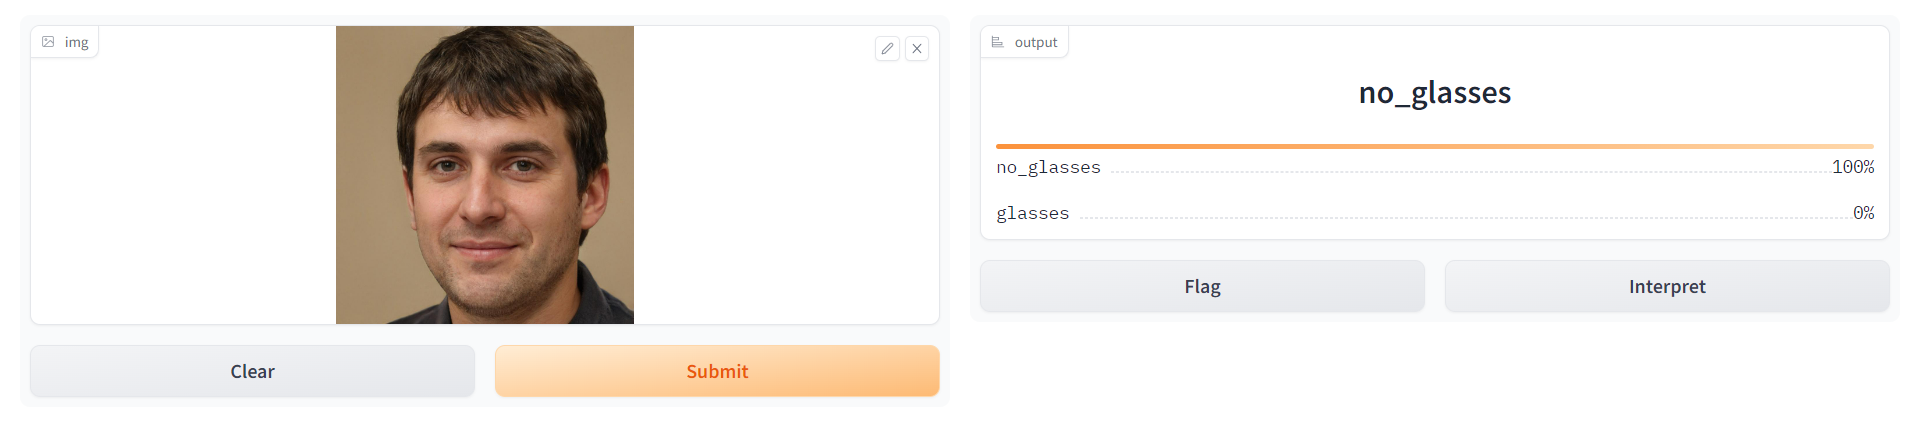 img
Clear
Submit
output
no_glasses
no_glasses 100%
glasses 0%
Flag
Interpret